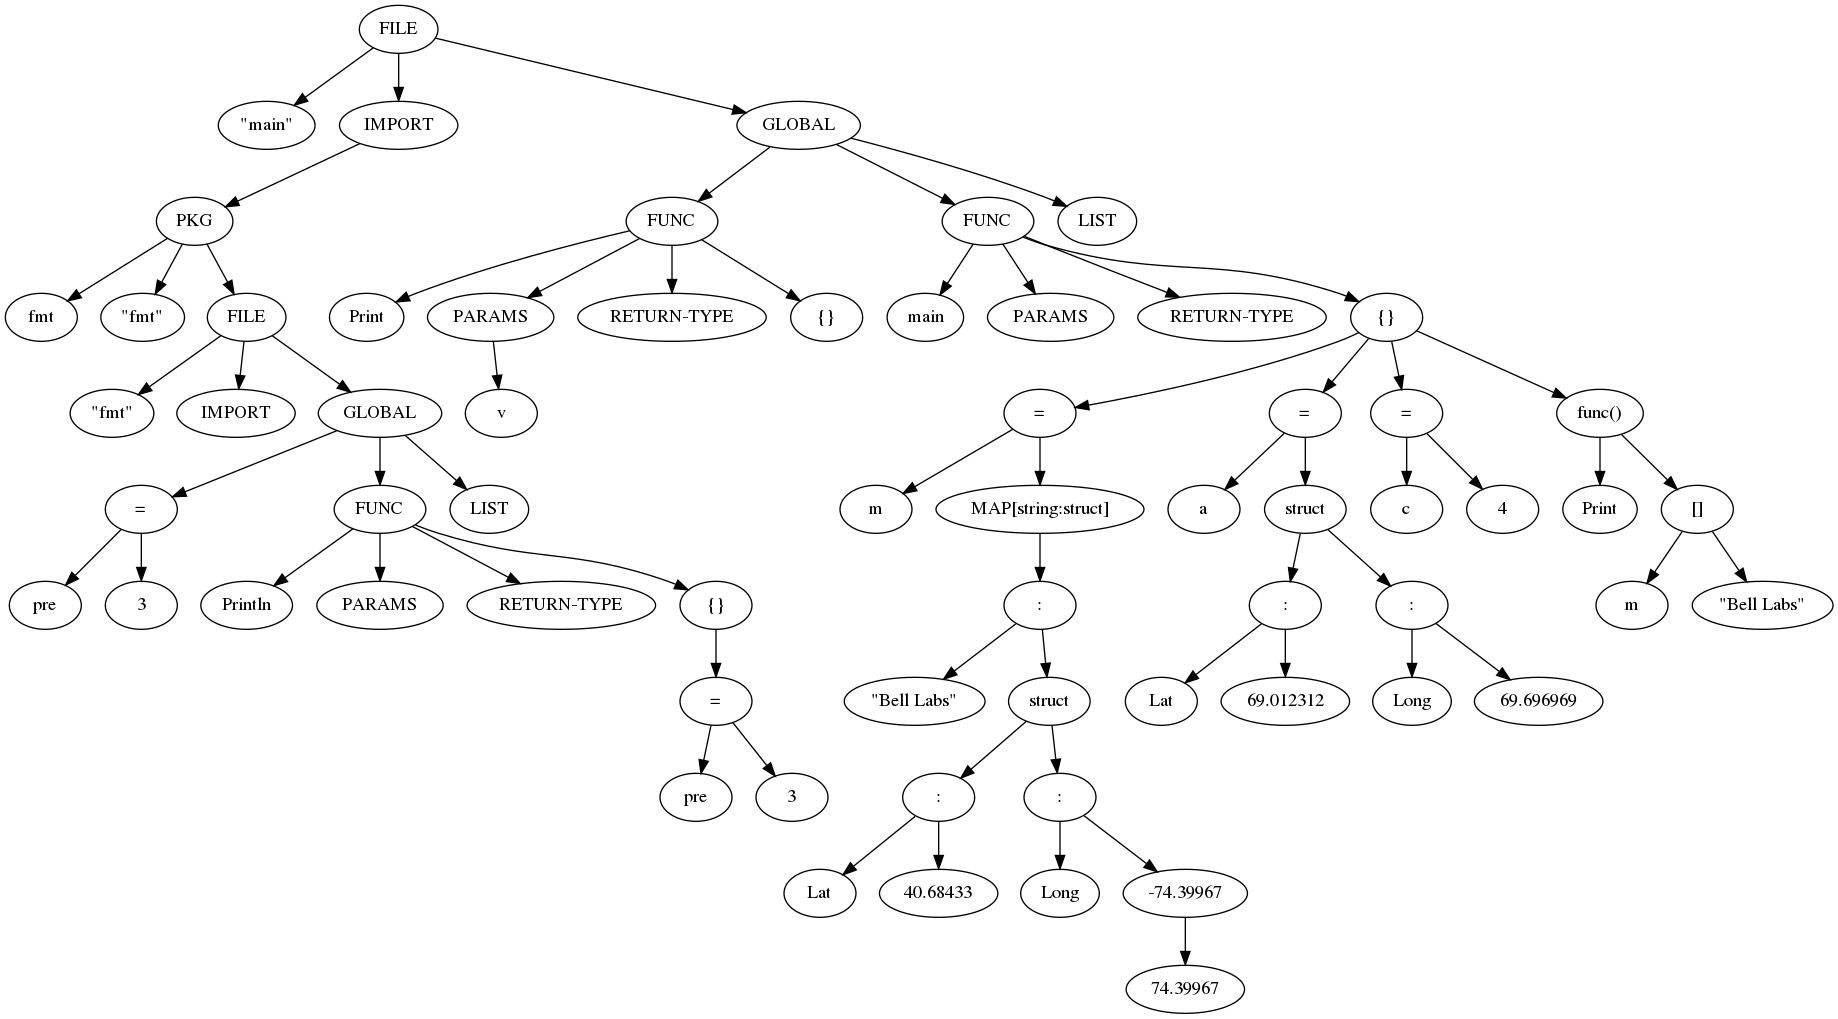 FILE
"main"
IMPORT
GLOBAL
PKG
FUNC
FUNC
LIST
fmt
"fmt"
FILE
Print
PARAMS
RETURN-TYPE
{}
main
PARAMS
RETURN-TYPE
{}
"fmt"
IMPORT
GLOBAL
v
=
=
=
func()
=
FUNC
LIST
m
MAP[string:struct]
a
struct
c
4
Print
[]
pre
3
Println
PARAMS
RETURN-TYPE
{}
:
:
:
m
"Bell Labs"
=
"Bell Labs"
struct
Lat
69.012312
Long
69.696969
pre
3
:
:
Lat
40.68433
Long
-74.39967
74.39967